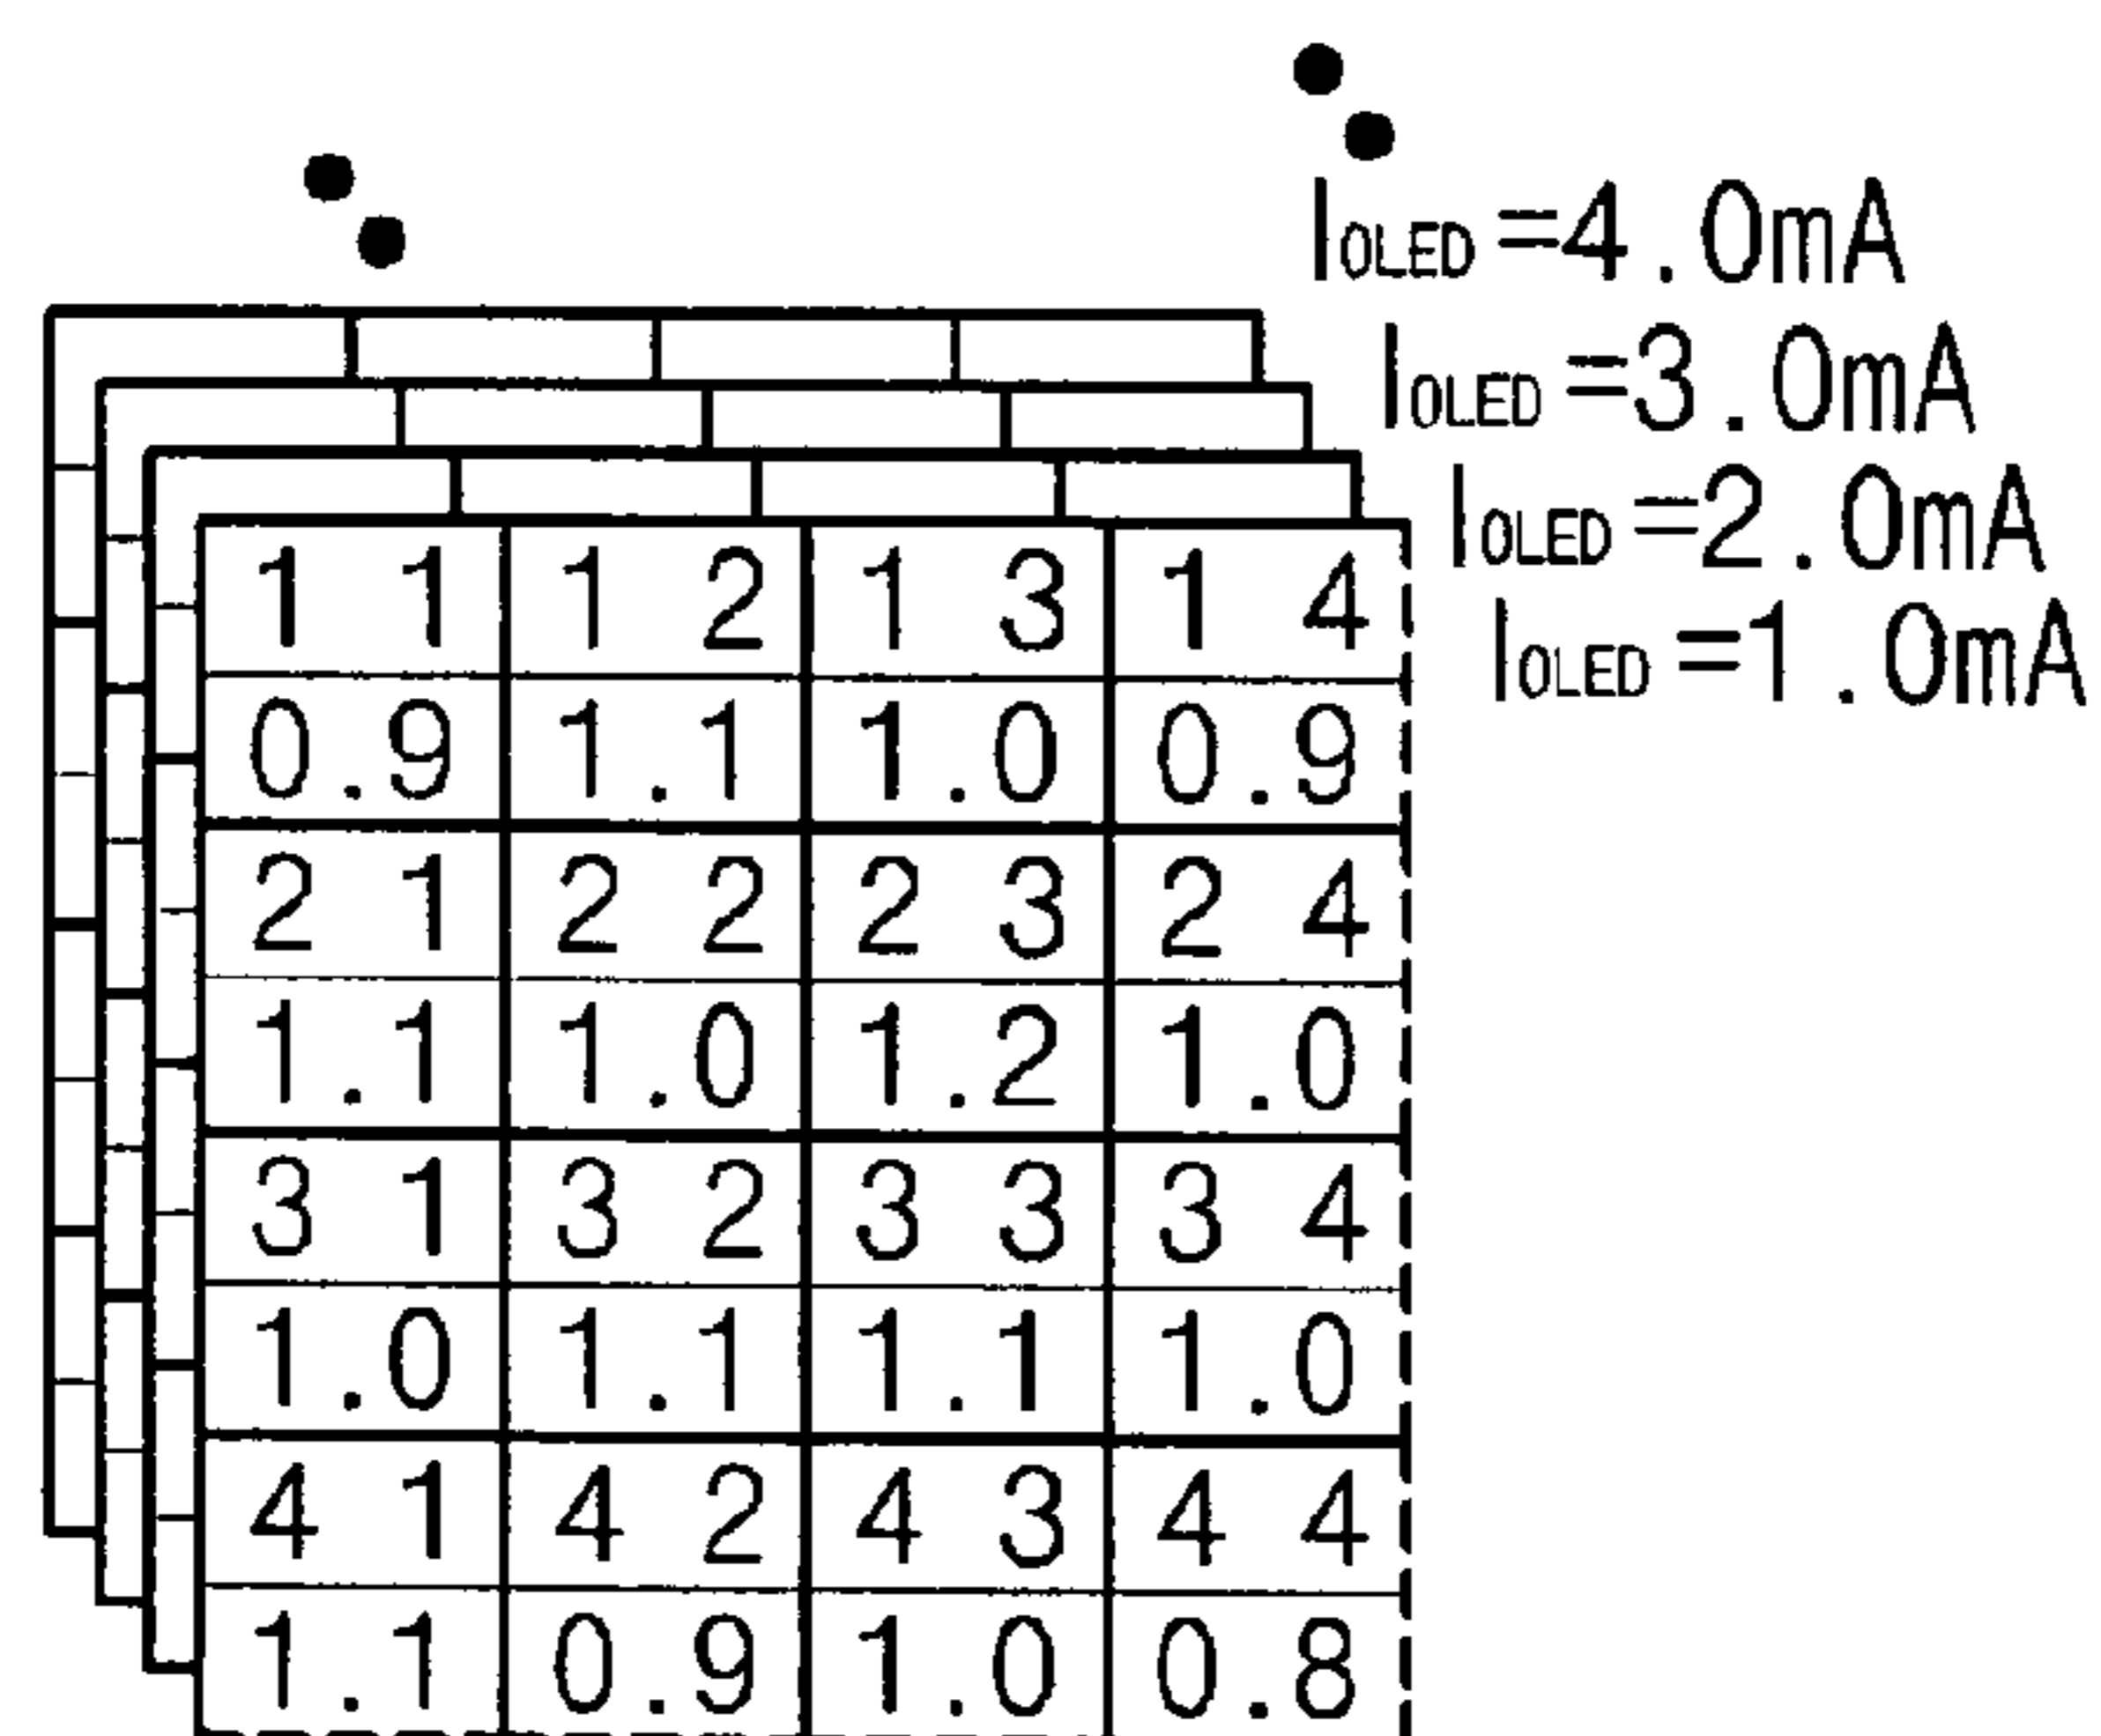 IOLED=4.0mA
IOLED=3.0mA
IOLED=2.0mA
IOLED=1.0mA
1 1 1 2 1 3 1 4
0.9 1.1 1.0 0.9
2 1 2 2 2 3 2 4
1.1 1.0 1.2 1.0
3 1 3 2 3 3 3 4
1.0 1.1 1.1 1.0
4 1 4 2 4 3 4 4
1.1 0.9 1.0 0.8